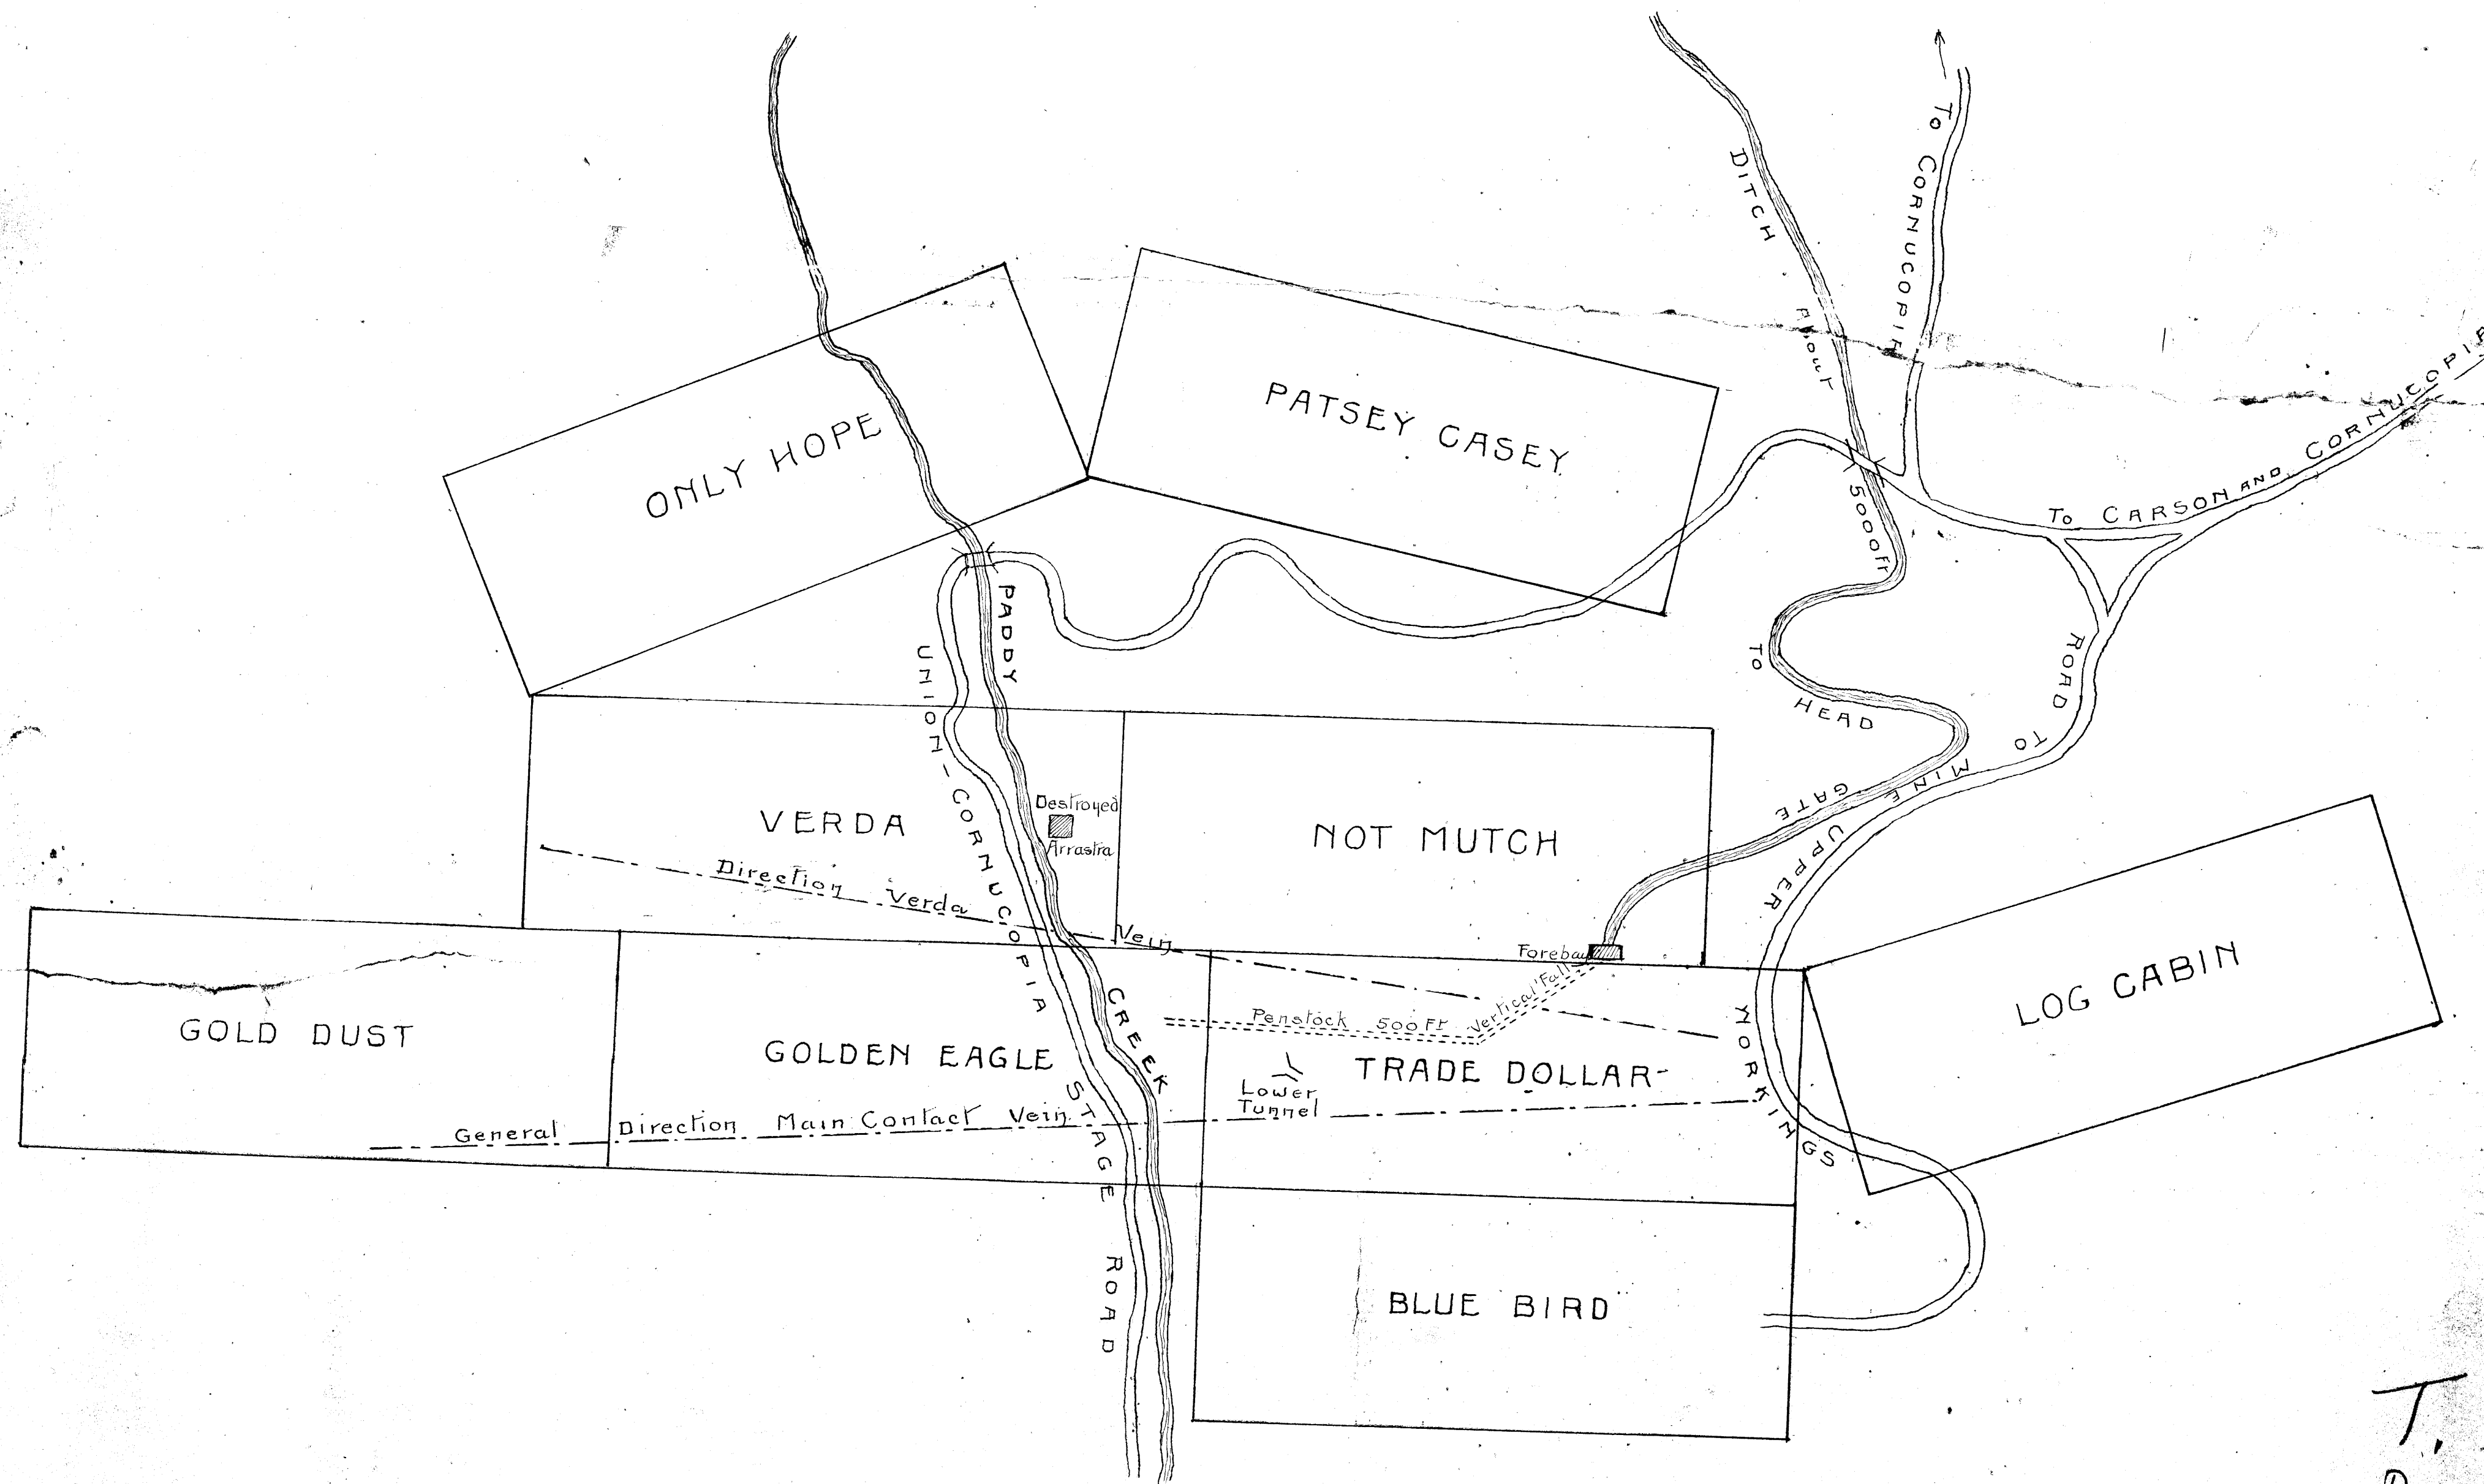 DITCH ABOUT 5000 FT TO HEAD GATE
TO CORNUCOPIA
TO CARSON AND CORNUCOPIA
ROAD TO MINE UPPER WORKINGS
ONLY HOPE
PATSEY CASEY
PADDY CREEK
UNION-CORNUCOPIA STAGE ROAD
VERDA
Destroyed
Arrastra
NOT MUTCH
Direction Verda Vein
Forebay
Vertical Fall
Penstock 500 Ft
LOG CABIN
GOLD DUST
GOLDEN EAGLE
TRADE DOLLAR-
Lower
Tunnel
General Direction Main Contact Vein
BLUE BIRD
T.